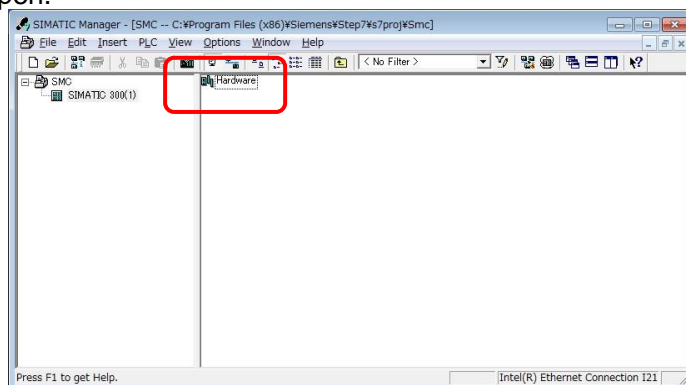 open.
SIMATIC Manager - [SMC -- C:¥Program Files (x86)¥Siemens¥Step7¥s7proj¥Smc]
File Edit Insert PLC View Options Window Help
< No Filter >
SMC
SIMATIC 300(1)
Hardware
Press F1 to get Help.
Intel(R) Ethernet Connection I21